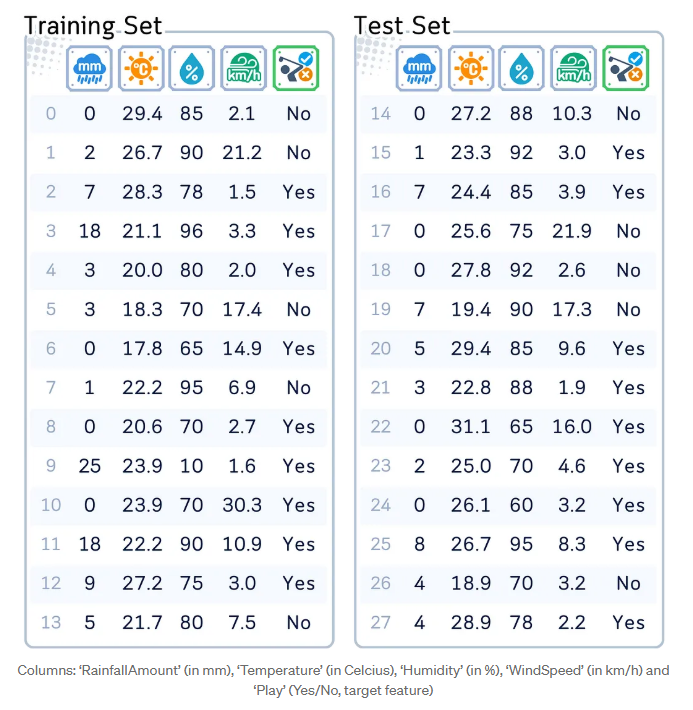 Training Set
mm °C % km/h
0 0 29.4 85 2.1 No
1 2 26.7 90 21.2 No
2 7 28.3 78 1.5 Yes
3 18 21.1 96 3.3 Yes
4 3 20.0 80 2.0 Yes
5 3 18.3 70 17.4 No
6 0 17.8 65 14.9 Yes
7 1 22.2 95 6.9 No
8 0 20.6 70 2.7 Yes
9 25 23.9 10 1.6 Yes
10 0 23.9 70 30.3 Yes
11 18 22.2 90 10.9 Yes
12 9 27.2 75 3.0 Yes
13 5 21.7 80 7.5 No
Test Set
mm °C % km/h
14 0 27.2 88 10.3 No
15 1 23.3 92 3.0 Yes
16 7 24.4 85 3.9 Yes
17 0 25.6 75 21.9 No
18 0 27.8 92 2.6 No
19 7 19.4 90 17.3 No
20 5 29.4 85 9.6 Yes
21 3 22.8 88 1.9 Yes
22 0 31.1 65 16.0 Yes
23 2 25.0 70 4.6 Yes
24 0 26.1 60 3.2 Yes
25 8 26.7 95 8.3 Yes
26 4 18.9 70 3.2 No
27 4 28.9 78 2.2 Yes
Columns: ‘RainfallAmount’ (in mm), ‘Temperature’ (in Celcius), ‘Humidity’ (in %), ‘WindSpeed’ (in km/h) and
‘Play’ (Yes/No, target feature)